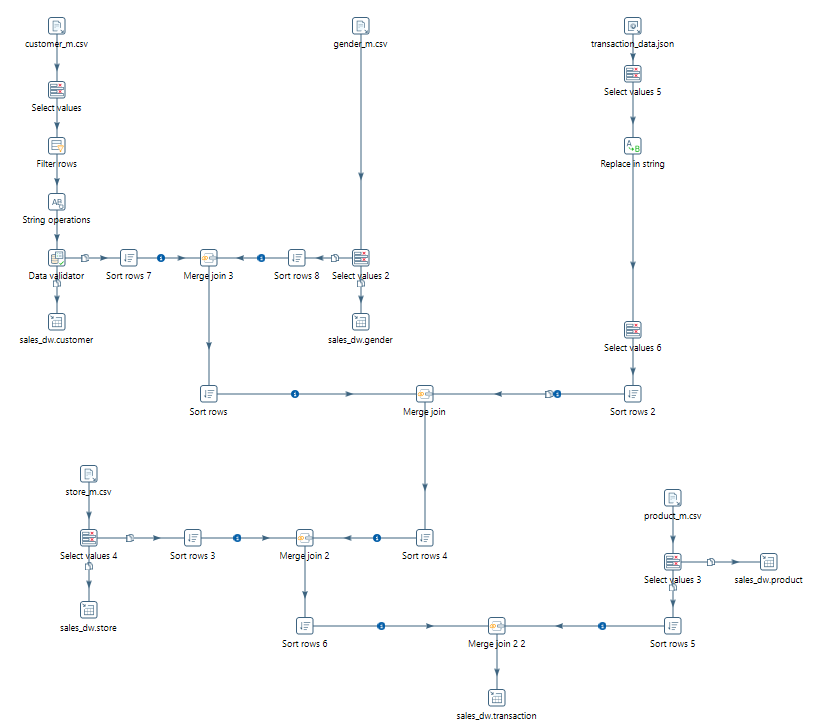 customer_m.csv
gender_m.csv
transaction_data.json
Select values
Select values 5
Filter rows
Replace in string
String operations
Data validator
Sort rows 7
Merge join 3
Sort rows 8
Select values 2
sales_dw.customer
sales_dw.gender
Select values 6
Sort rows
Merge join
Sort rows 2
store_m.csv
product_m.csv
Select values 4
Sort rows 3
Merge join 2
Sort rows 4
Select values 3
sales_dw.product
sales_dw.store
Sort rows 6
Merge join 2 2
Sort rows 5
sales_dw.transaction